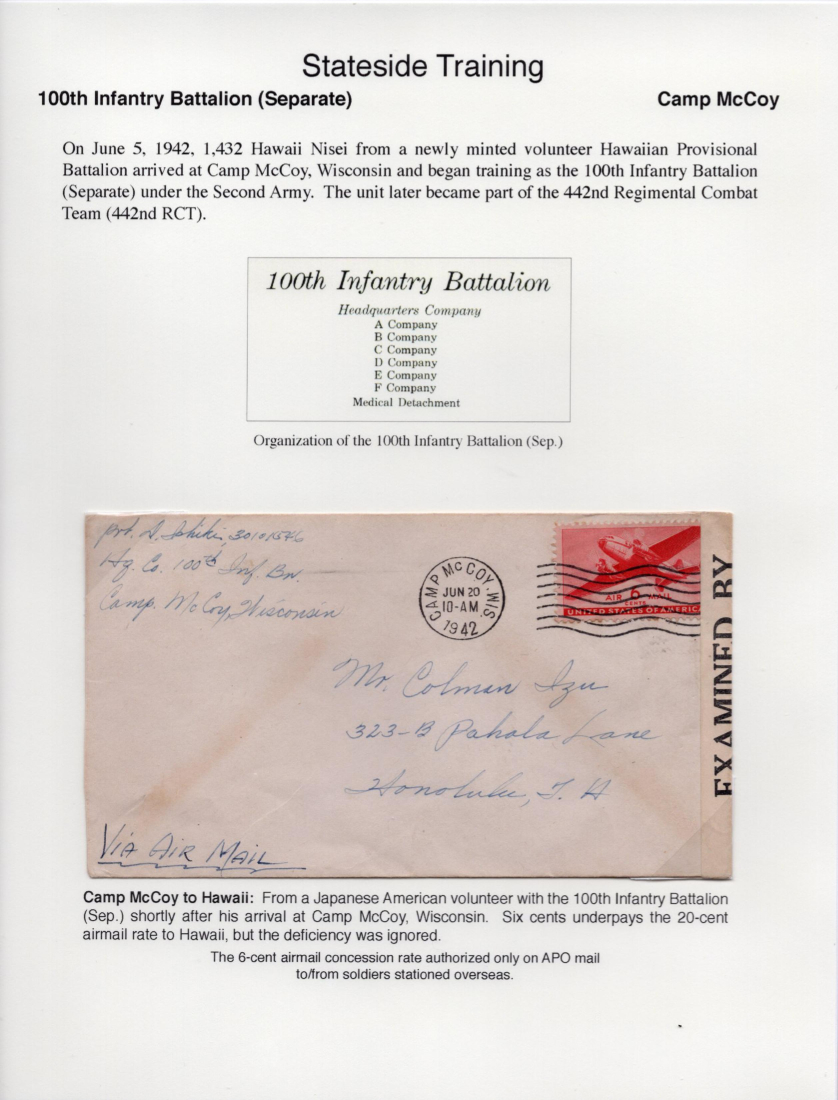 Stateside Training
100th Infantry Battalion (Separate) Camp McCoy
On June 5, 1942, 1,432 Hawaii Nisei from a newly minted volunteer Hawaiian Provisional
Battalion arrived at Camp McCoy, Wisconsin and began training as the 100th Infantry Battalion
(Separate) under the Second Army. The unit later became part of the 442nd Regimental Combat
Team (442nd RCT).
100th Infantry Battalion
Headquarters Company
A Company
B Company
C Company
D Company
E Company
F Company
Medical Detachment
Organization of the 100th Infantry Battalion (Sep.)
Pvt. S. Ishiki, 30101546
Hq. Co. 100th Inf. Bn.
Camp. McCoy, Wisconsin
CAMP McCOY, WIS.
JUN 20
10-AM
1942
AIR 6 MAIL
CENTS
UNITED STATES OF AMERIC
EXAMINED BY
Mr. Colman Izu
323-B Pahala Lane
Honolulu, T. H
VIA AIR MAIL
Camp McCoy to Hawaii: From a Japanese American volunteer with the 100th Infantry Battalion
(Sep.) shortly after his arrival at Camp McCoy, Wisconsin. Six cents underpays the 20-cent
airmail rate to Hawaii, but the deficiency was ignored.
The 6-cent airmail concession rate authorized only on APO mail
to/from soldiers stationed overseas.